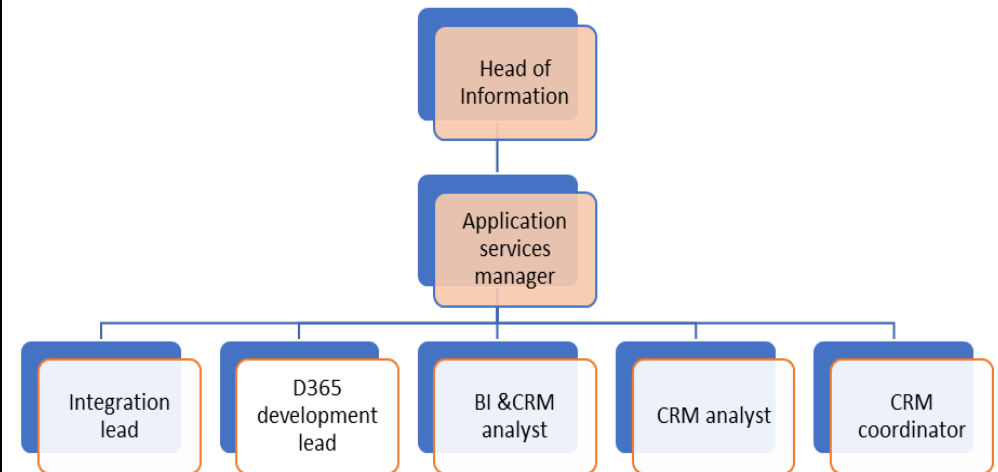 Head of
Information
Application
services
manager
Integration
lead
D365
development
lead
BI &CRM
analyst
CRM analyst
CRM
coordinator